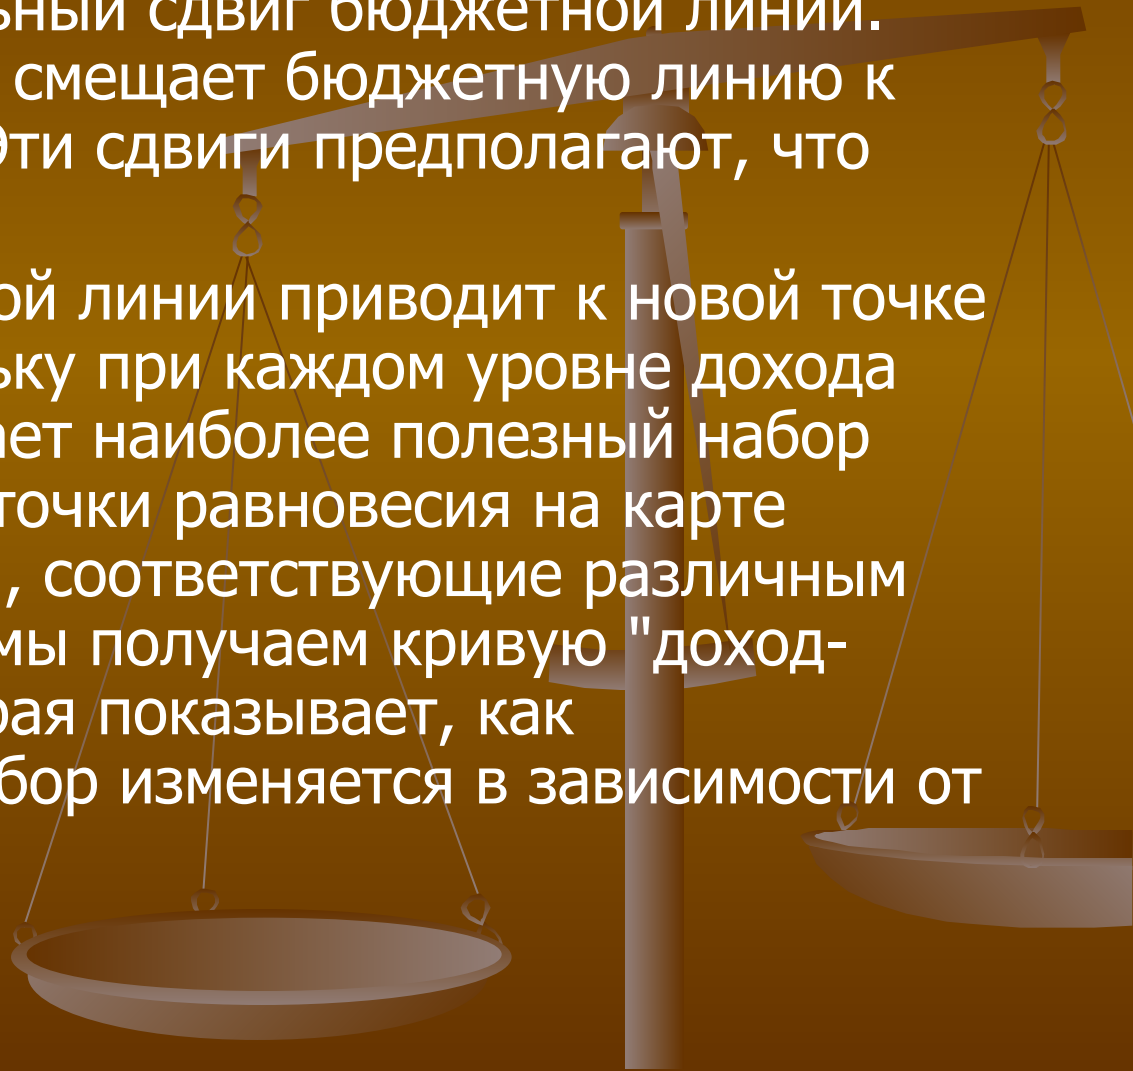 ьный сдвиг бюджетной линии.
смещает бюджетную линию к
Эти сдвиги предполагают, что
ой линии приводит к новой точке
ьку при каждом уровне дохода
ает наиболее полезный набор
точки равновесия на карте
, соответствующие различным
мы получаем кривую "доход-
рая показывает, как
бор изменяется в зависимости от